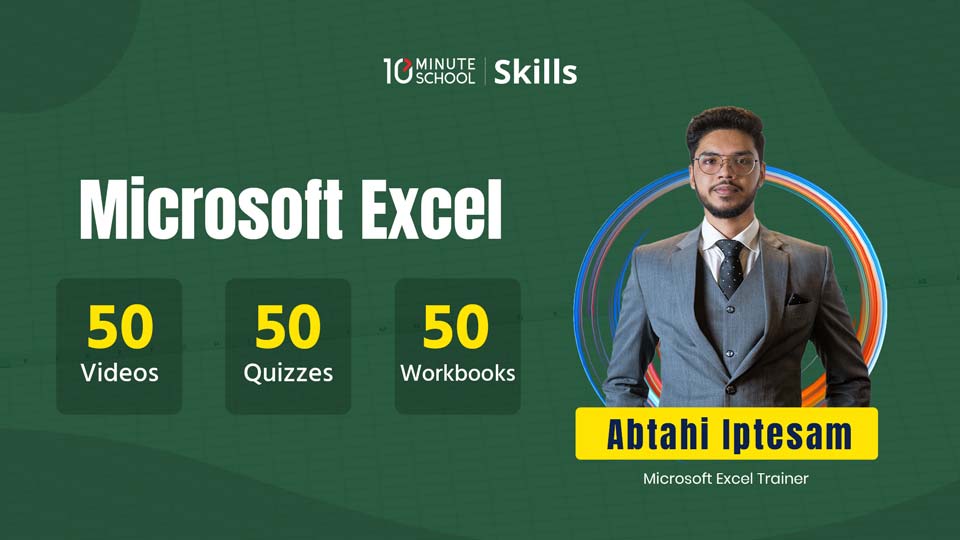 10 MINUTE SCHOOL | Skills
Microsoft Excel
50
Videos
50
Quizzes
50
Workbooks
Abtahi Iptesam
Microsoft Excel Trainer